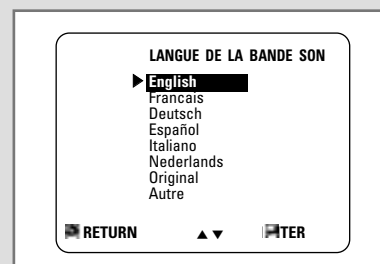 LANGUE DE LA BANDE SON
English
Francais
Deutsch
Español
Italiano
Nederlands
Original
Autre
RETURN ▲ ▼ TER